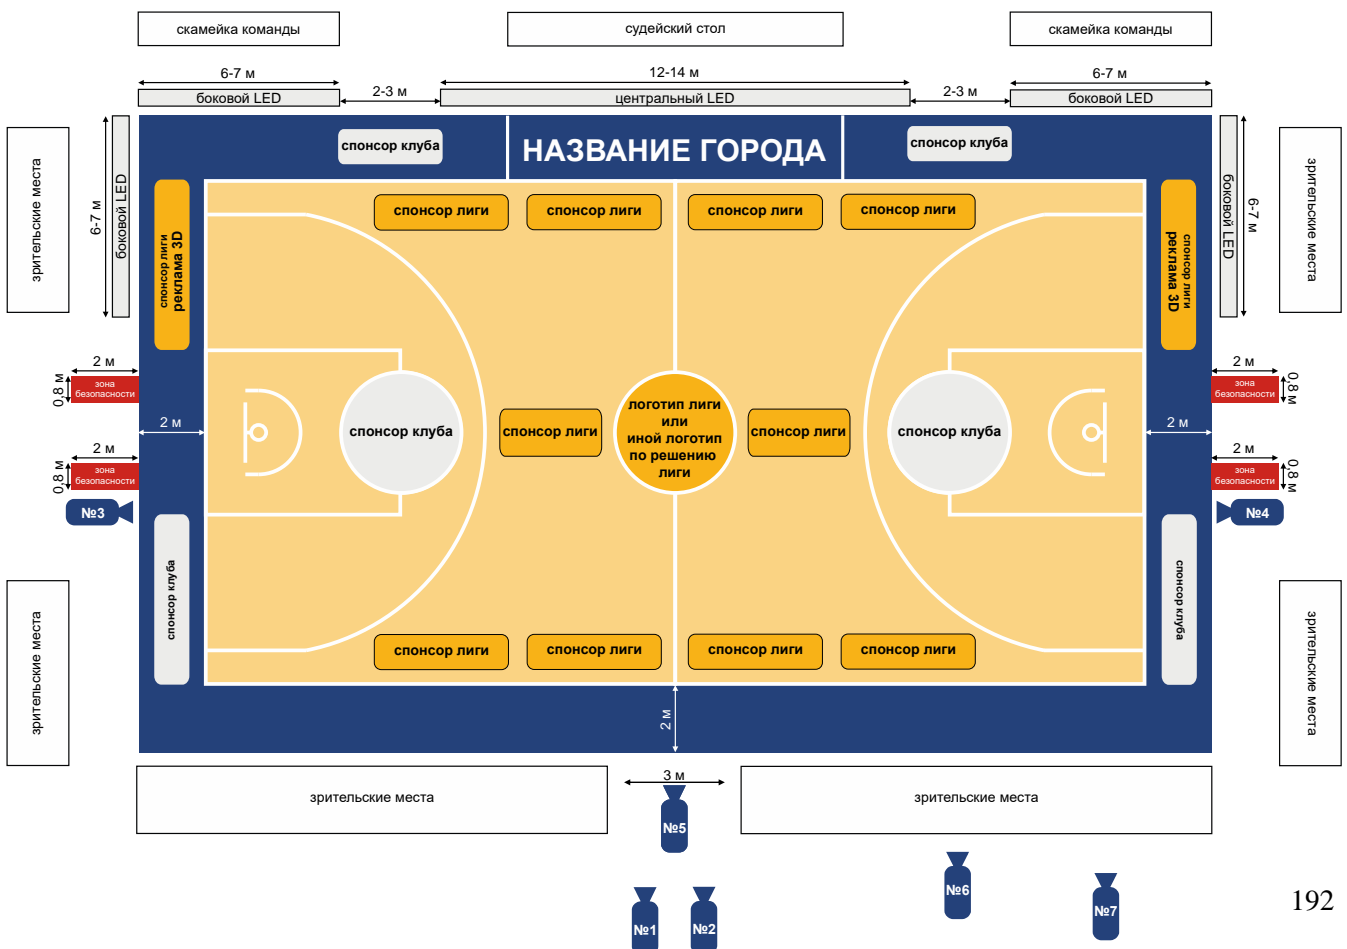 скамейка команды
судейский стол
скамейка команды
6-7 м
12-14 м
6-7 м
боковой LED
2-3 м
центральный LED
2-3 м
боковой LED
зрительские места
6-7 м
боковой LED
спонсор клуба
НАЗВАНИЕ ГОРОДА
спонсор клуба
боковой LED
6-7 м
зрительские места
спонсор лиги
реклама 3D
спонсор лиги
спонсор лиги
спонсор лиги
спонсор лиги
спонсор лиги
реклама 3D
2 м
0,8 м
зона
безопасности
2 м
0,8 м
зона
безопасности
2 м
спонсор клуба
спонсор лиги
логотип лиги
или
иной логотип
по решению
лиги
спонсор лиги
спонсор клуба
2 м
2 м
0,8 м
зона
безопасности
2 м
0,8 м
зона
безопасности
№3
№4
зрительские места
спонсор клуба
спонсор лиги
спонсор лиги
спонсор лиги
спонсор лиги
спонсор клуба
зрительские места
2 м
зрительские места
3 м
зрительские места
№5
№6
№7
№1
№2
192